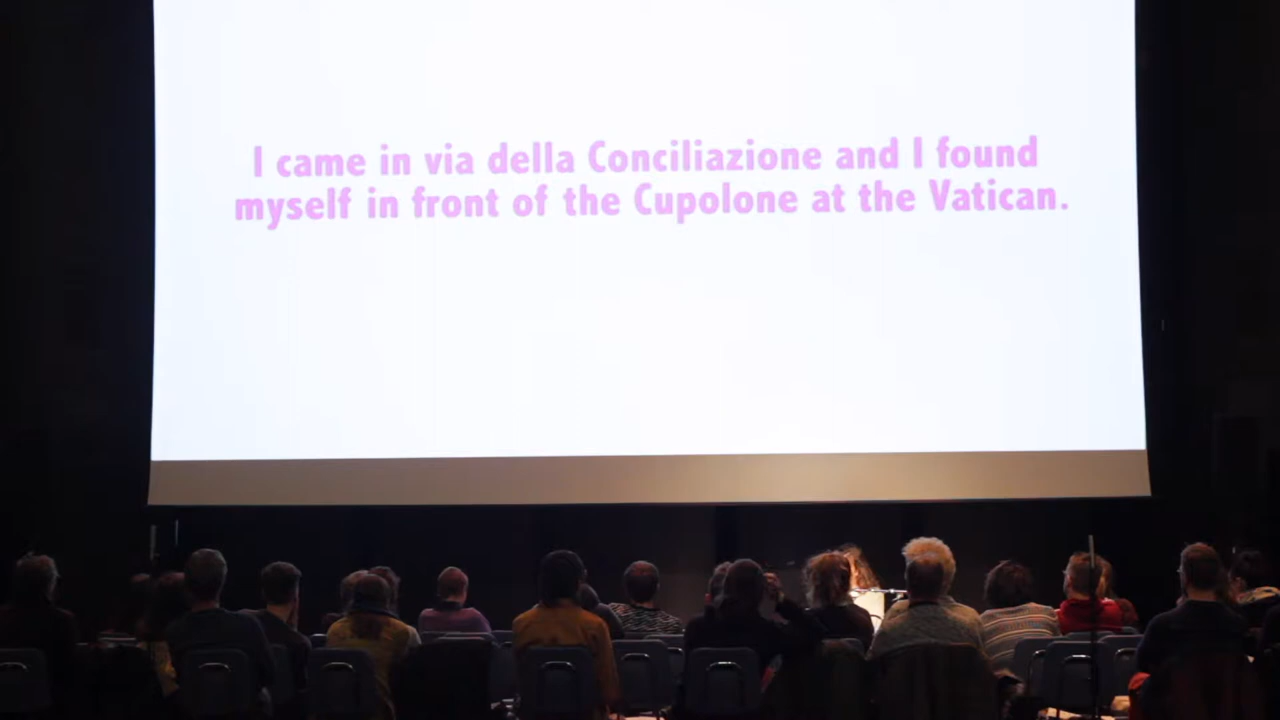 I came in via della Conciliazione and I found
myself in front of the Cupolone at the Vatican.